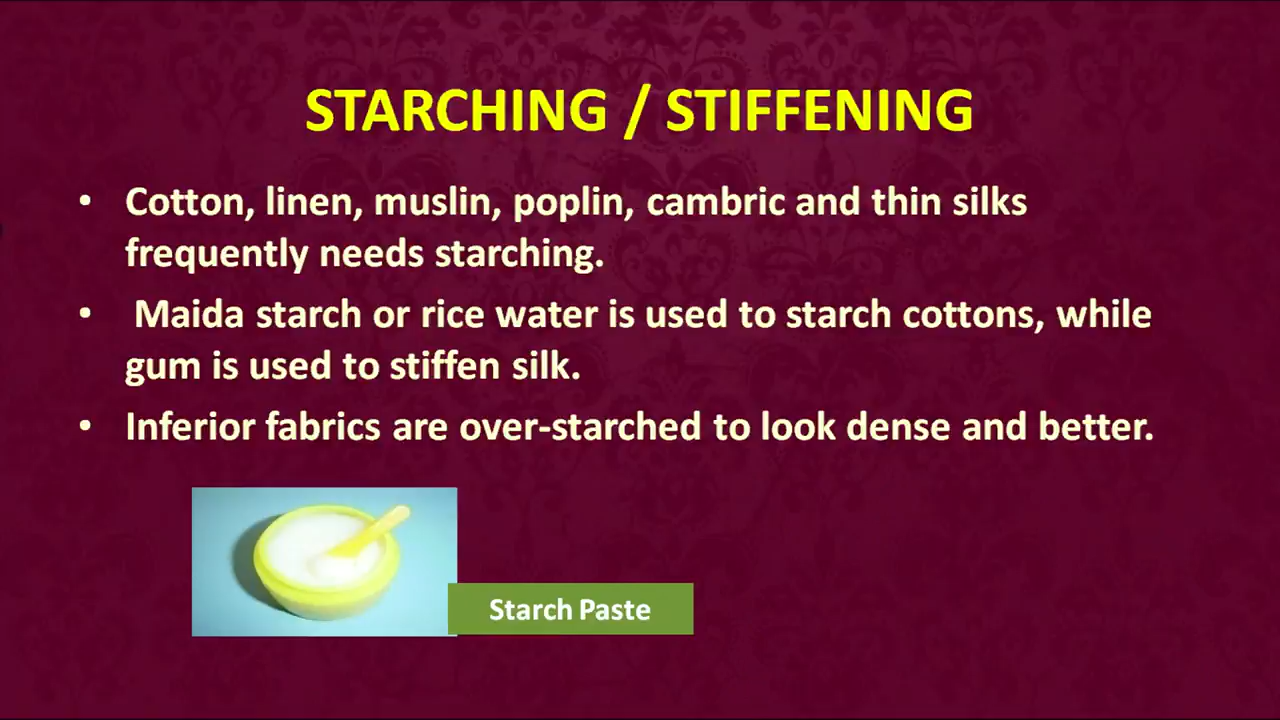 STARCHING / STIFFENING
• Cotton, linen, muslin, poplin, cambric and thin silks
frequently needs starching.
• Maida starch or rice water is used to starch cottons, while
gum is used to stiffen silk.
• Inferior fabrics are over-starched to look dense and better.
Starch Paste